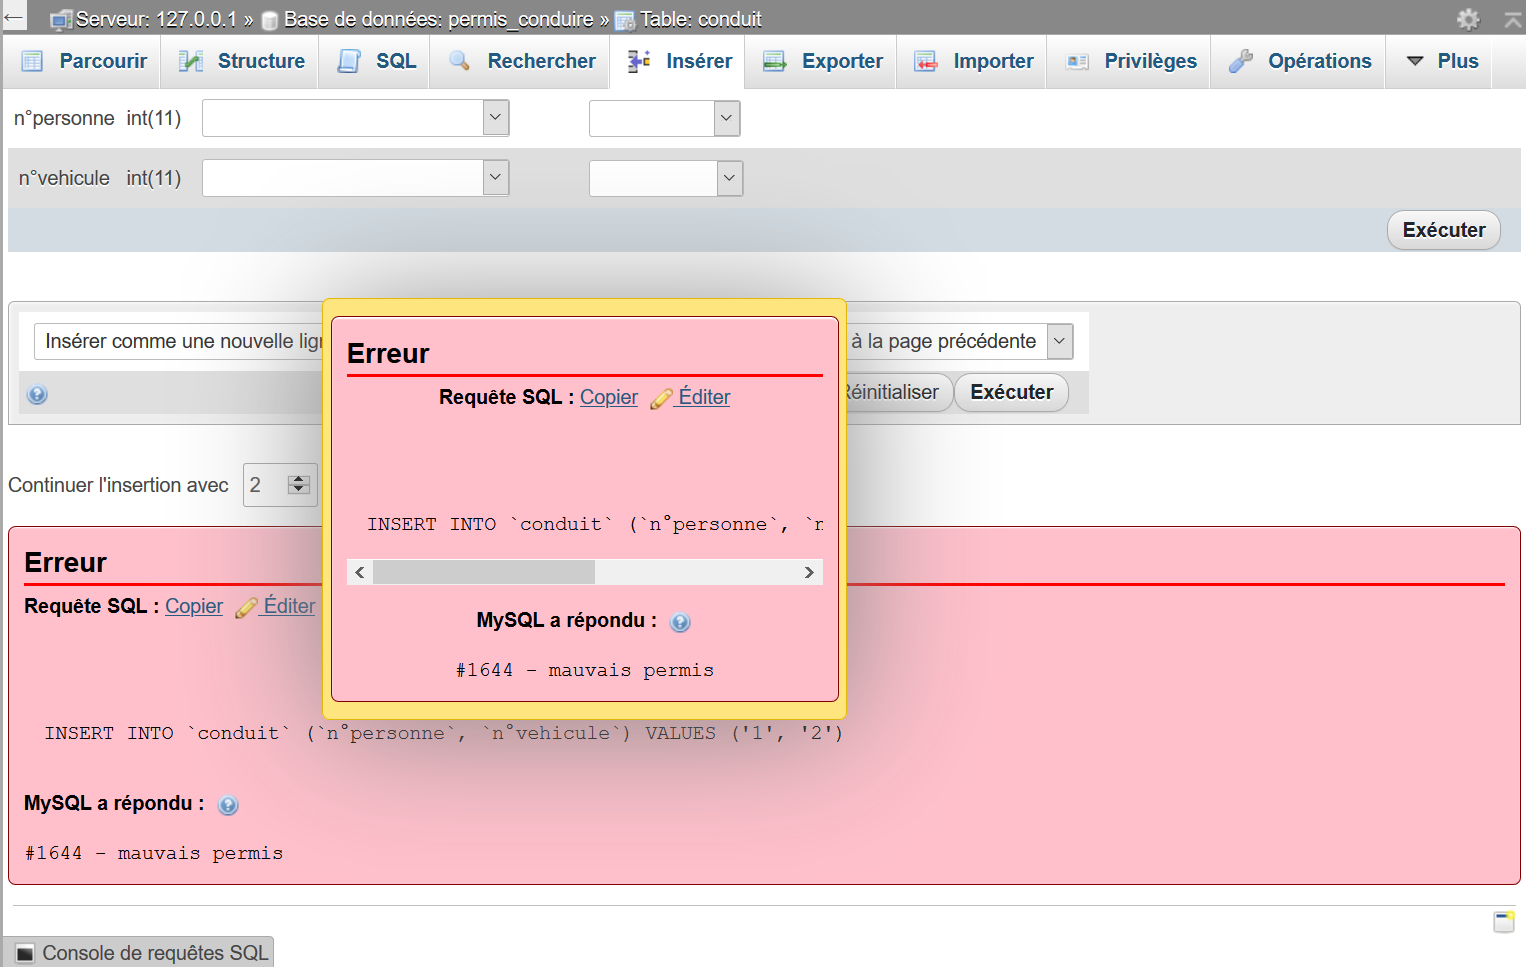 Serveur: 127.0.0.1 » Base de données: permis_conduire » Table: conduit
Parcourir Structure SQL Rechercher Insérer Exporter Importer Privilèges Opérations Plus
n°personne int(11)
n°vehicule int(11)
Exécuter
Insérer comme une nouvelle lig
à la page précédente
Réinitialiser Exécuter
Continuer l'insertion avec 2
Erreur
Requête SQL : Copier Éditer
INSERT INTO `conduit` (`n°personne`, `n
MySQL a répondu :
#1644 - mauvais permis
Erreur
Requête SQL : Copier Éditer
INSERT INTO `conduit` (`n°personne`, `n°vehicule`) VALUES ('1', '2')
MySQL a répondu :
#1644 - mauvais permis
Console de requêtes SQL